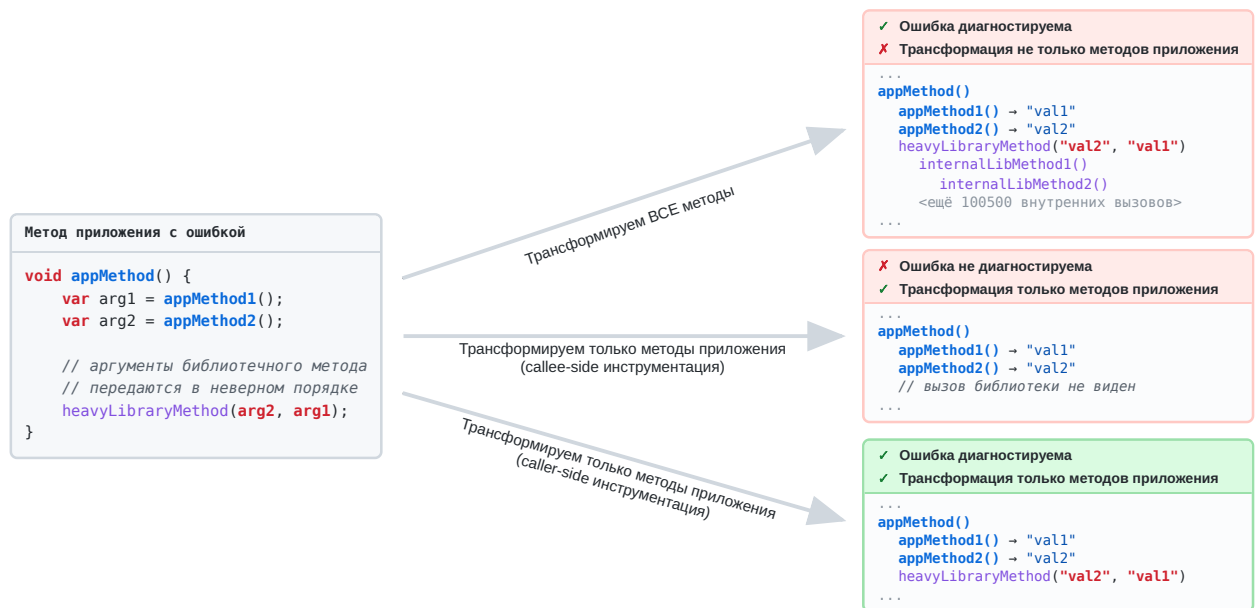 Метод приложения с ошибкой
void appMethod() {
    var arg1 = appMethod1();
    var arg2 = appMethod2();
    // аргументы библиотечного метода
    // передаются в неверном порядке
    heavyLibraryMethod(arg2, arg1);
}
Трансформируем ВСЕ методы
Трансформируем только методы приложения
(callee-side инструментация)
Трансформируем только методы приложения
(caller-side инструментация)
✓ Ошибка диагностируема
✗ Трансформация не только методов приложения
...
appMethod()
appMethod1() → "val1"
appMethod2() → "val2"
heavyLibraryMethod("val2", "val1")
internalLibMethod1()
internalLibMethod2()
<ещё 100500 внутренних вызовов>
...
✗ Ошибка не диагностируема
✓ Трансформация только методов приложения
...
appMethod()
appMethod1() → "val1"
appMethod2() → "val2"
// вызов библиотеки не виден
...
✓ Ошибка диагностируема
✓ Трансформация только методов приложения
...
appMethod()
appMethod1() → "val1"
appMethod2() → "val2"
heavyLibraryMethod("val2", "val1")
...